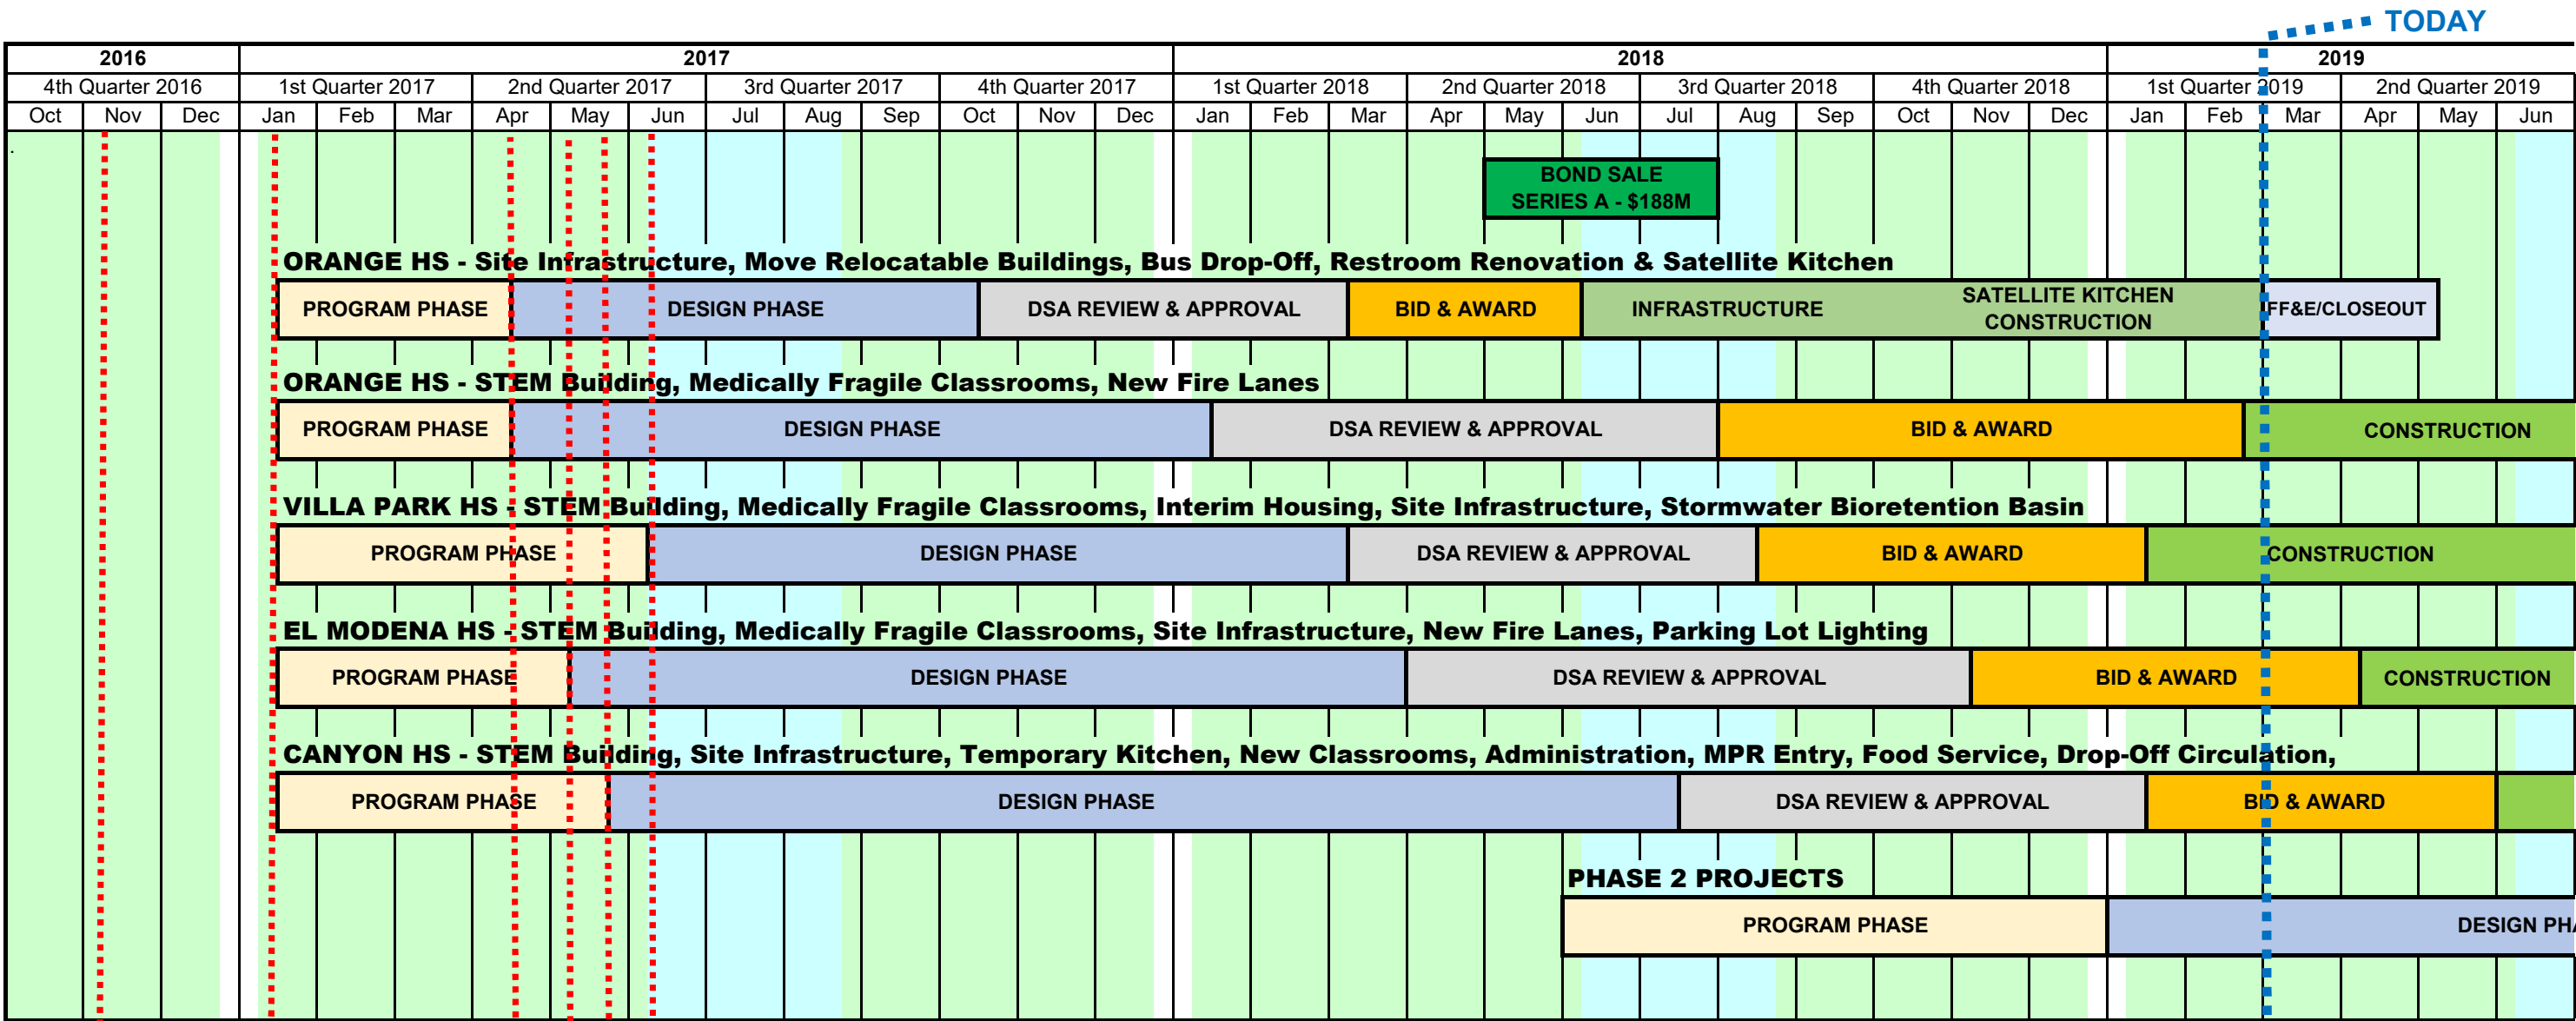 TODAY
2016 2017 2018 2019
4th Quarter 2016 1st Quarter 2017 2nd Quarter 2017 3rd Quarter 2017 4th Quarter 2017 1st Quarter 2018 2nd Quarter 2018 3rd Quarter 2018 4th Quarter 2018 1st Quarter 2019 2nd Quarter 2019
Oct Nov Dec Jan Feb Mar Apr May Jun Jul Aug Sep Oct Nov Dec Jan Feb Mar Apr May Jun Jul Aug Sep Oct Nov Dec Jan Feb Mar Apr May Jun
BOND SALE
SERIES A - $188M
ORANGE HS - Site Infrastructure, Move Relocatable Buildings, Bus Drop-Off, Restroom Renovation & Satellite Kitchen
PROGRAM PHASE DESIGN PHASE DSA REVIEW & APPROVAL BID & AWARD INFRASTRUCTURE SATELLITE KITCHEN
CONSTRUCTION FF&E/CLOSEOUT
ORANGE HS - STEM Building, Medically Fragile Classrooms, New Fire Lanes
PROGRAM PHASE DESIGN PHASE DSA REVIEW & APPROVAL BID & AWARD CONSTRUCTION
VILLA PARK HS - STEM Building, Medically Fragile Classrooms, Interim Housing, Site Infrastructure, Stormwater Bioretention Basin
PROGRAM PHASE DESIGN PHASE DSA REVIEW & APPROVAL BID & AWARD CONSTRUCTION
EL MODENA HS - STEM Building, Medically Fragile Classrooms, Site Infrastructure, New Fire Lanes, Parking Lot Lighting
PROGRAM PHASE DESIGN PHASE DSA REVIEW & APPROVAL BID & AWARD CONSTRUCTION
CANYON HS - STEM Building, Site Infrastructure, Temporary Kitchen, New Classrooms, Administration, MPR Entry, Food Service, Drop-Off Circulation,
PROGRAM PHASE DESIGN PHASE DSA REVIEW & APPROVAL BID & AWARD
PHASE 2 PROJECTS
PROGRAM PHASE DESIGN PHA